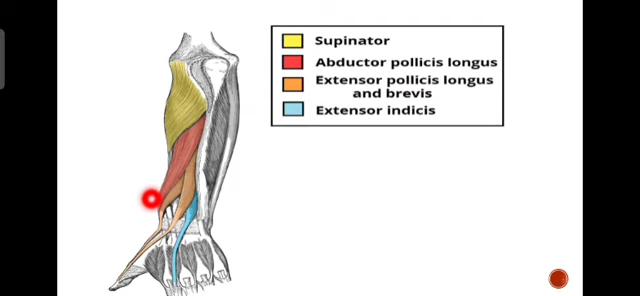 Supinator
Abductor pollicis longus
Extensor pollicis longus
and brevis
Extensor indicis